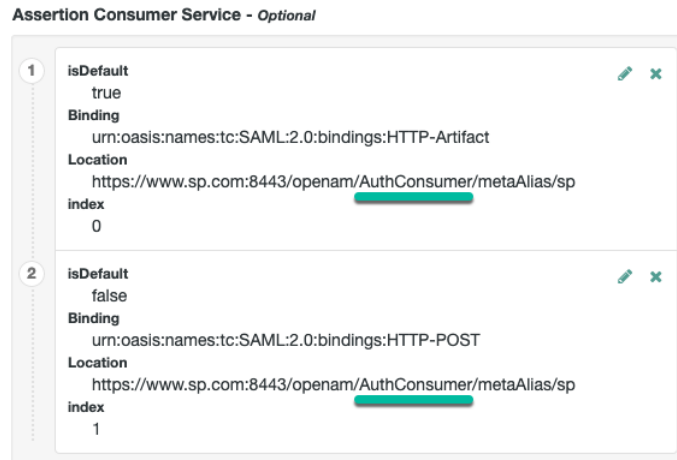 Assertion Consumer Service - Optional
1
isDefault
true
Binding
urn:oasis:names:tc:SAML:2.0:bindings:HTTP-Artifact
Location
https://www.sp.com:8443/openam/AuthConsumer/metaAlias/sp
index
0
2
isDefault
false
Binding
urn:oasis:names:tc:SAML:2.0:bindings:HTTP-POST
Location
https://www.sp.com:8443/openam/AuthConsumer/metaAlias/sp
index
1